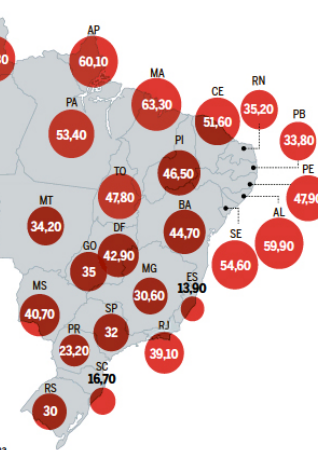 AP
60,10
MA
63,30
CE
51,60
RN
35,20
PB
33,80
PA
53,40
PI
46,50
PE
47,90
TO
47,80
MT
34,20
BA
44,70
AL
59,90
SE
54,60
DF
42,90
GO
35
MG
30,60
ES
13,90
MS
40,70
SP
32
RJ
39,10
PR
23,20
SC
16,70
RS
30